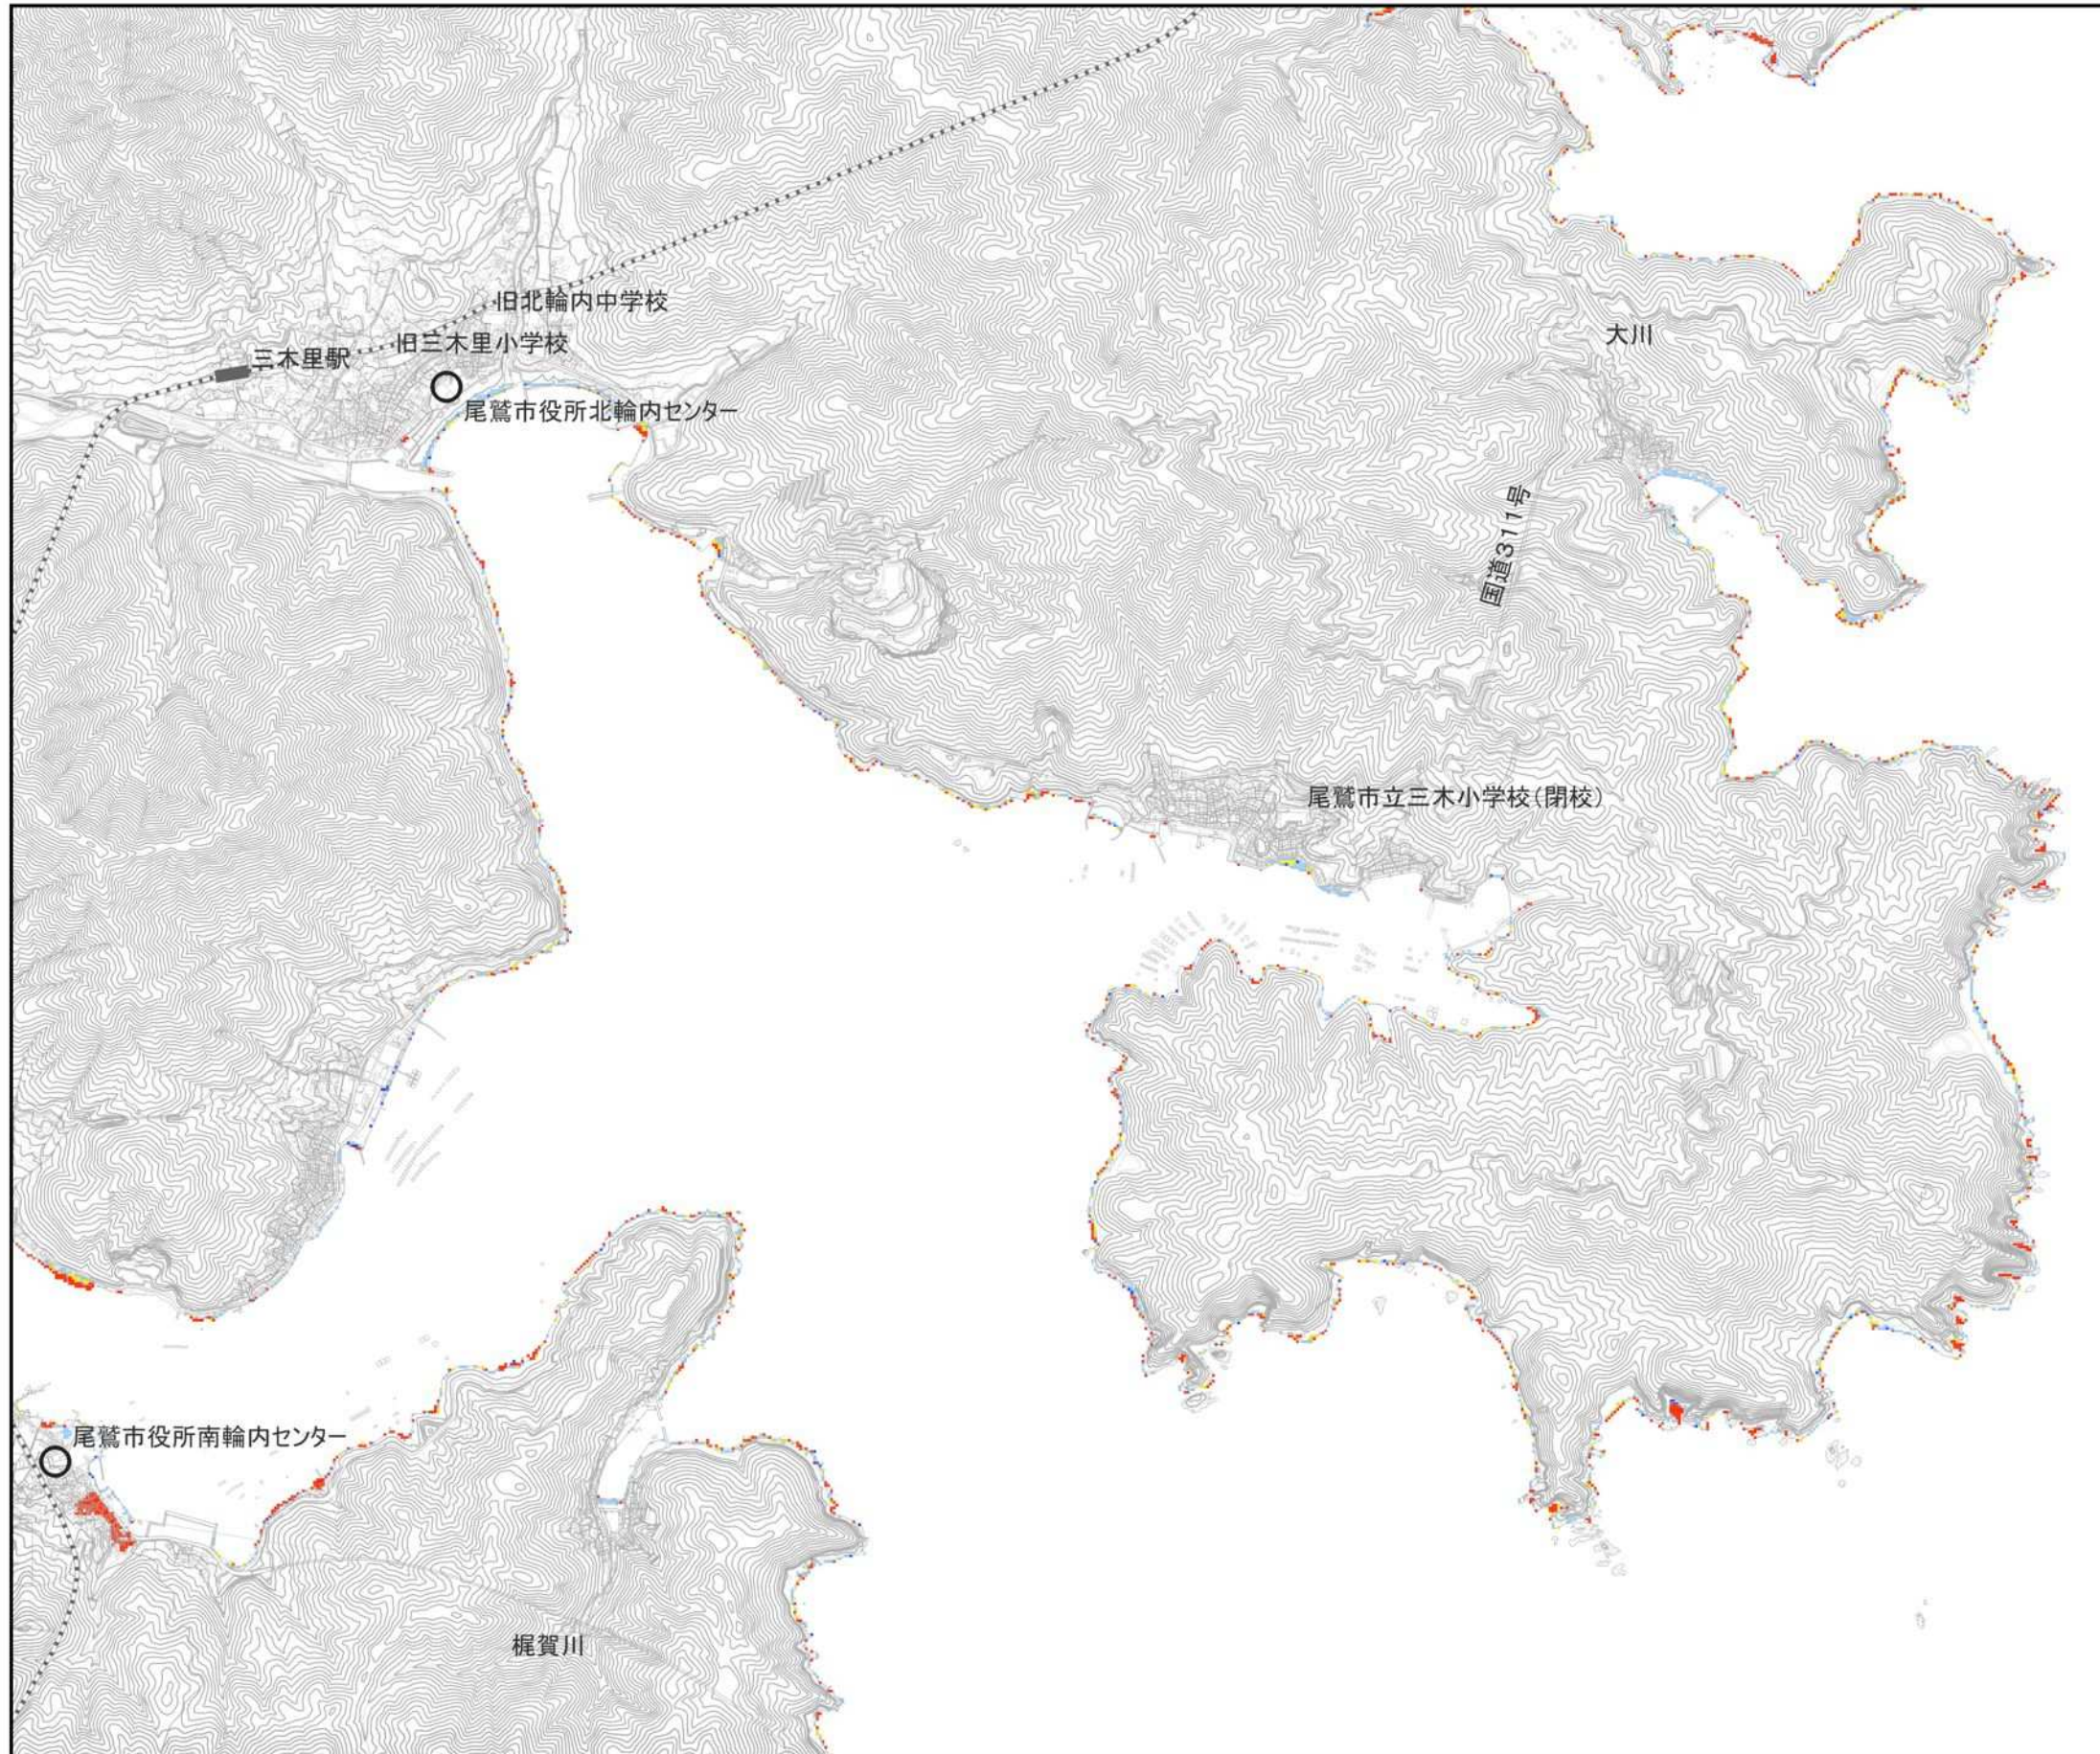 旧北輪内中学校
大川
旧三木里小学校
三木里駅
尾鷲市役所北輪内センター
国道311号
尾鷲市立三木小学校(閉校)
尾鷲市役所南輪内センター
梶賀川